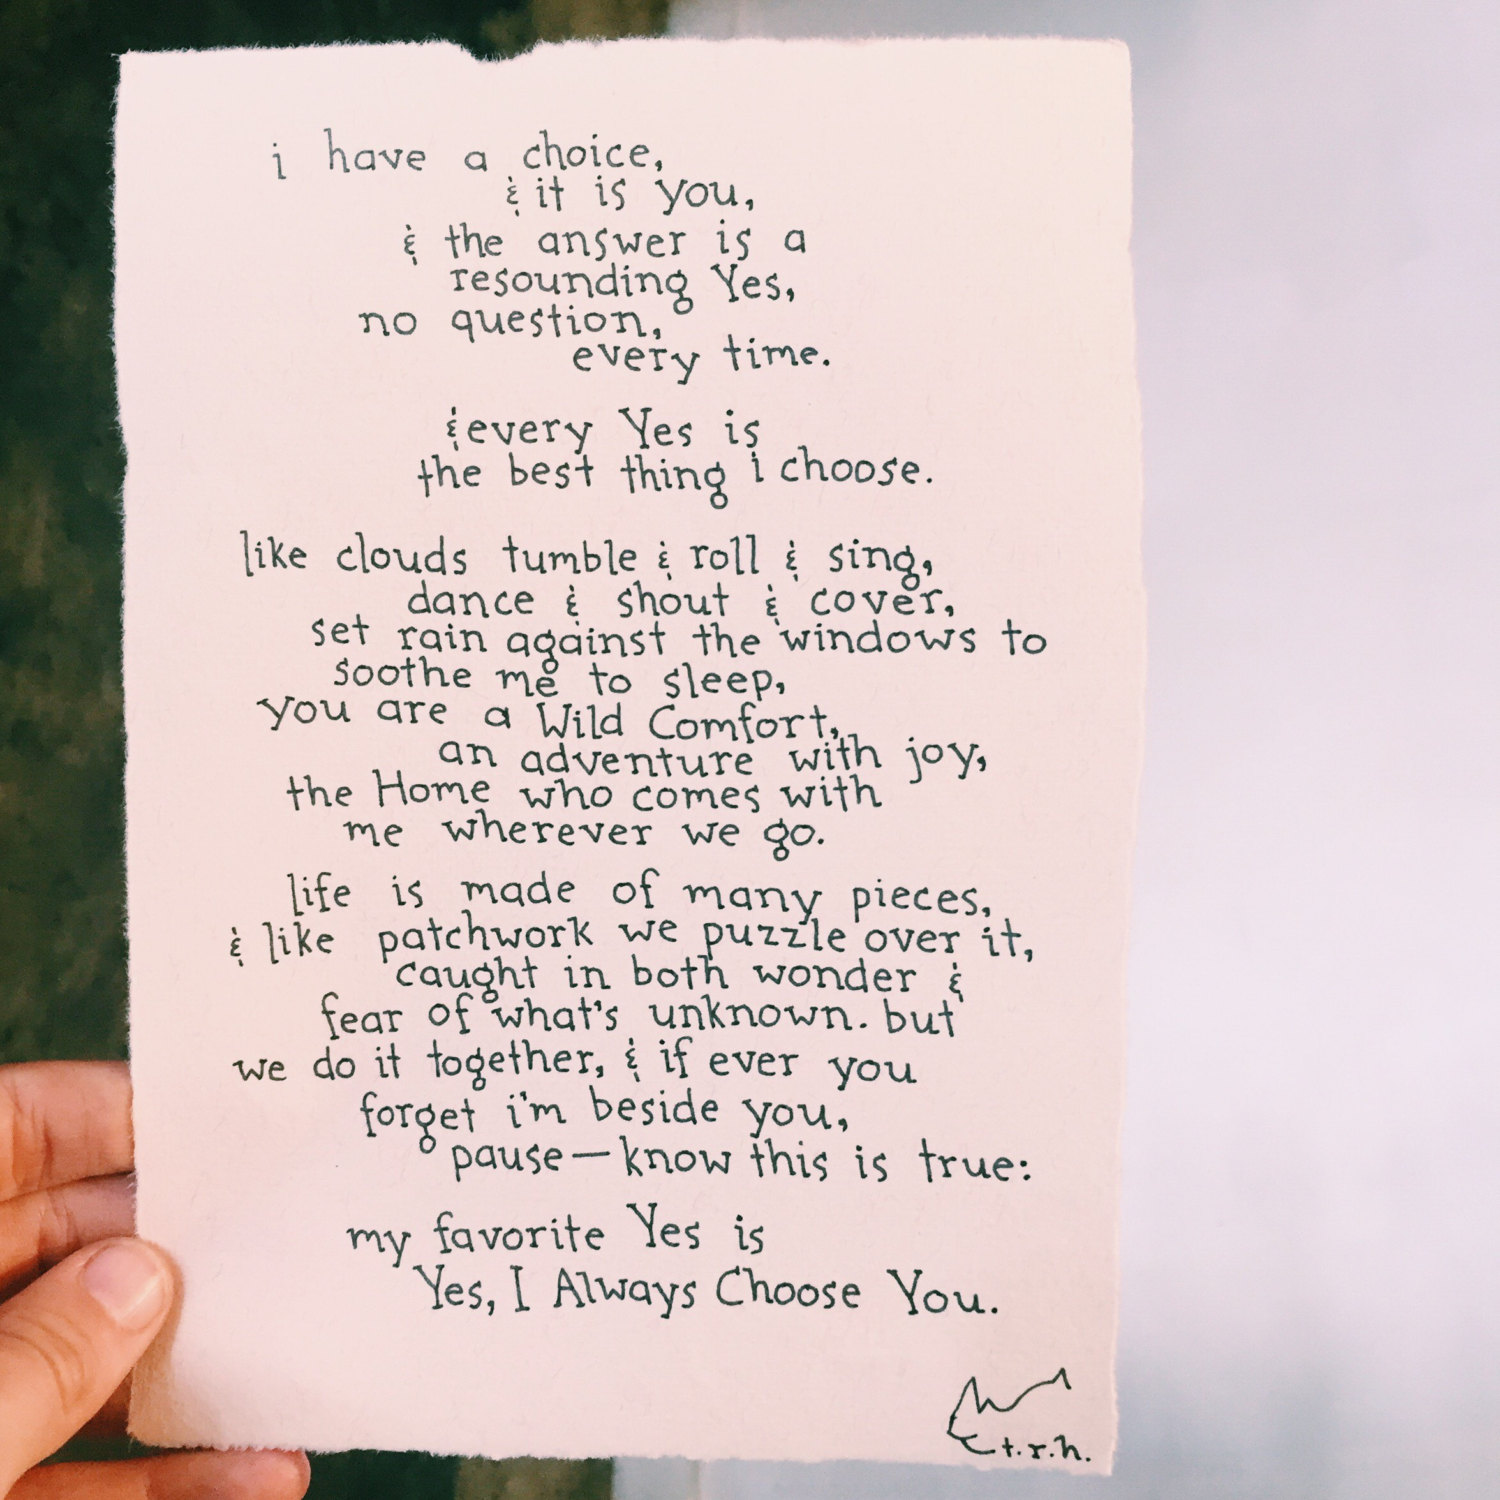 i have a choice,
& it is you,
& the answer is a
resounding Yes,
no question,
every time.
& every Yes is
the best thing i choose.
like clouds tumble & roll & sing,
dance & shout & cover,
set rain against the windows to
soothe me to sleep,
you are a Wild Comfort,
an adventure with joy,
the Home who comes with
me wherever we go.
life is made of many pieces,
& like patchwork we puzzle over it,
caught in both wonder &
fear of what's unknown. but
we do it together, & if ever you
forget i'm beside you,
pause—know this is true:
my favorite Yes is
Yes, I Always Choose You.
t.r.h.